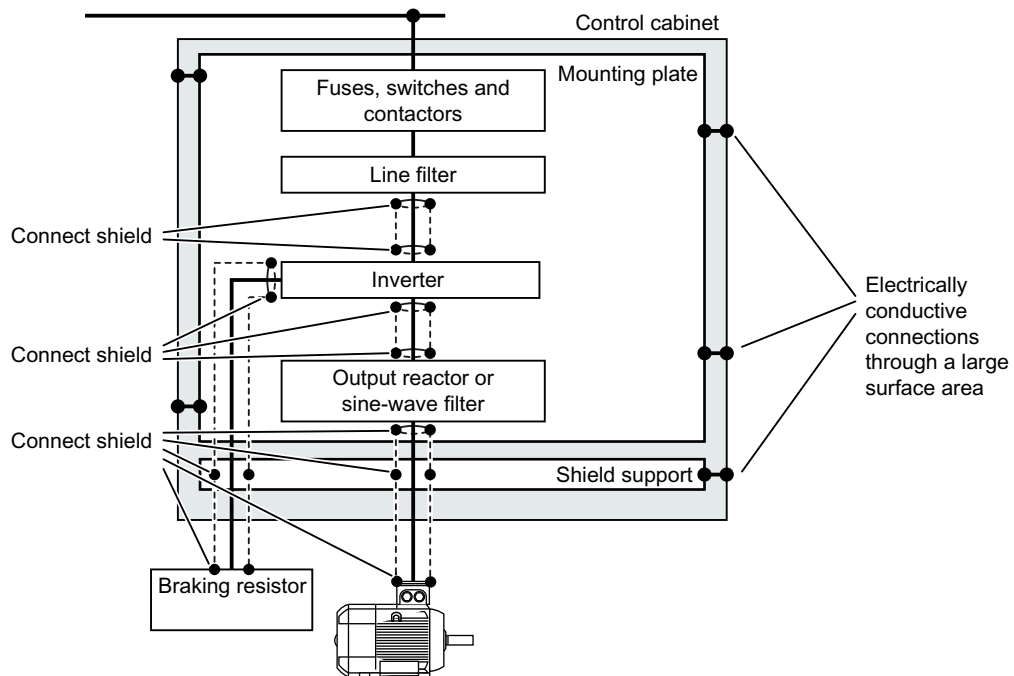 Control cabinet
Mounting plate
Fuses, switches and
contactors
Line filter
Connect shield
Inverter
Electrically
conductive
connections
through a large
surface area
Connect shield
Output reactor or
sine-wave filter
Connect shield
Shield support
Braking resistor